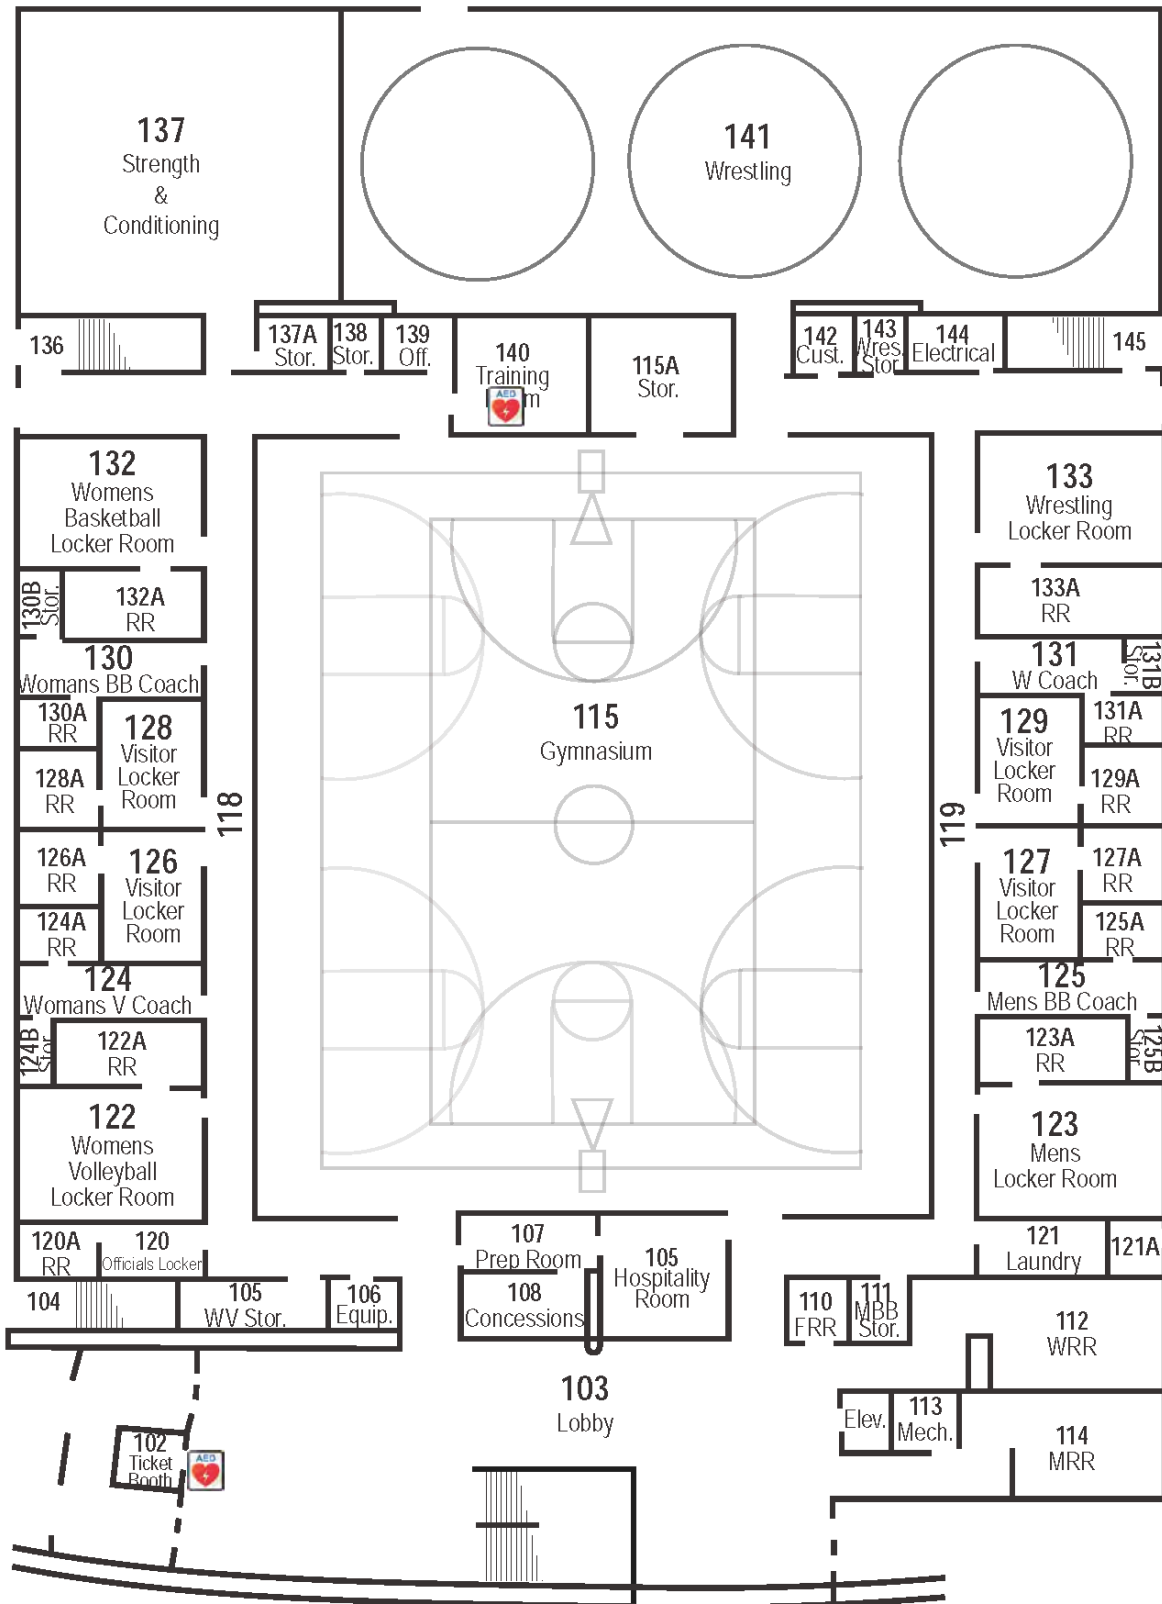 137
Strength
&
Conditioning
141
Wrestling
136
137A
Stor.
138
Stor.
139
Off.
140
Training
AED
115A
Stor.
142
Cust.
143
Wres.
Stor.
144
Electrical
145
132
Womens
Basketball
Locker Room
133
Wrestling
Locker Room
130B
Stor.
132A
RR
133A
RR
130
Womans BB Coach
131
W Coach
131B
Stor.
130A
RR
128
Visitor
Locker
Room
128A
RR
115
Gymnasium
129
Visitor
Locker
Room
131A
RR
129A
RR
118
119
126A
RR
126
Visitor
Locker
Room
124A
RR
127
Visitor
Locker
Room
127A
RR
125A
RR
124
Womans V Coach
125
Mens BB Coach
124B
Stor
122A
RR
123A
RR
125B
Stor
122
Womens
Volleyball
Locker Room
123
Mens
Locker Room
120A
RR
120
Officials Locker
107
Prep Room
105
Hospitality
Room
121
Laundry
121A
104
105
WV Stor.
106
Equip.
108
Concessions
110
FRR
111
MBB
Stor.
112
WRR
103
Lobby
Elev.
113
Mech.
114
MRR
102
Ticket
Booth
AED